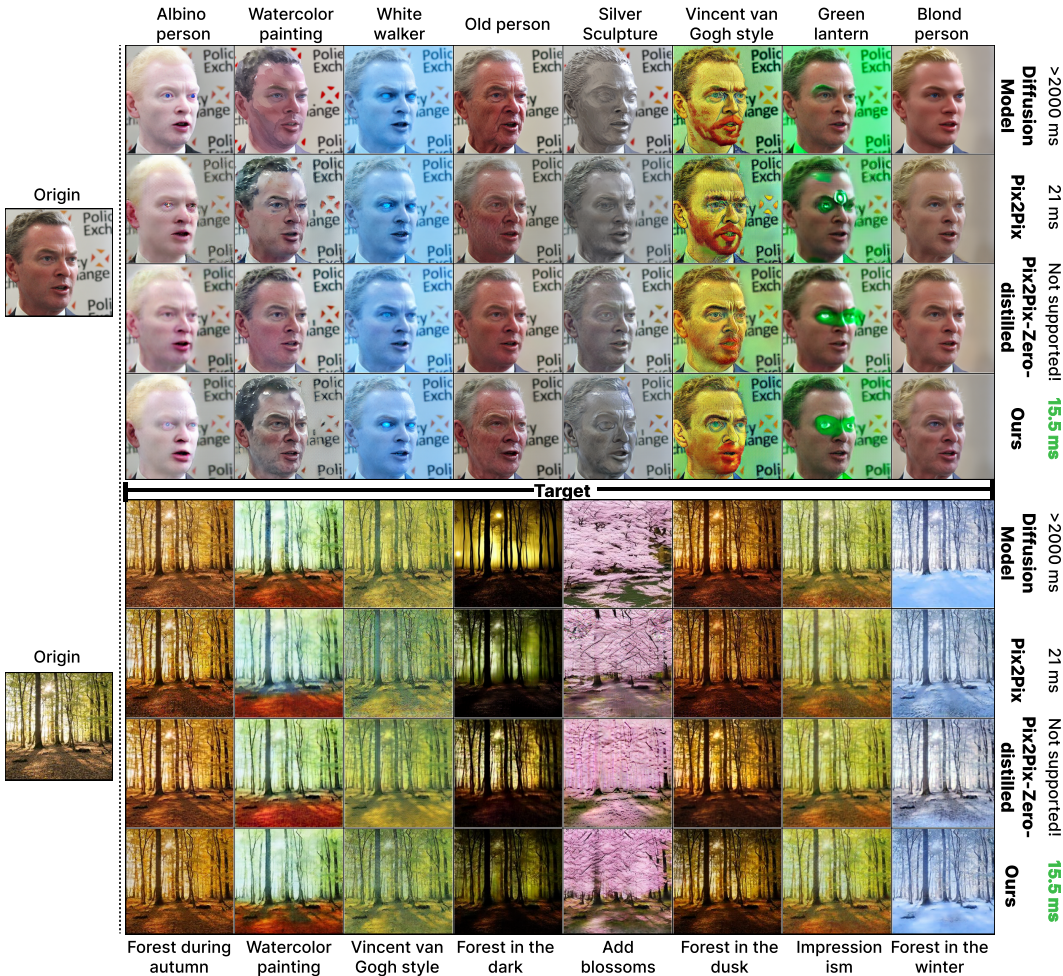 Albino
person
Watercolor
painting
White
walker
Old person
Silver
Sculpture
Vincent van
Gogh style
Green
lantern
Blond
person
>2000 ms
Diffusion
Model
21 ms
Pix2Pix
Not supported!
Pix2Pix-Zero-
distilled
15.5 ms
Ours
Origin
Polic
Exch
ange
Poli
Target
>2000 ms
Diffusion
Model
21 ms
Pix2Pix
Not supported!
Pix2Pix-Zero-
distilled
15.5 ms
Ours
Origin
Forest during
autumn
Watercolor
painting
Vincent van
Gogh style
Forest in the
dark
Add
blossoms
Forest in the
dusk
Impression
ism
Forest in the
winter